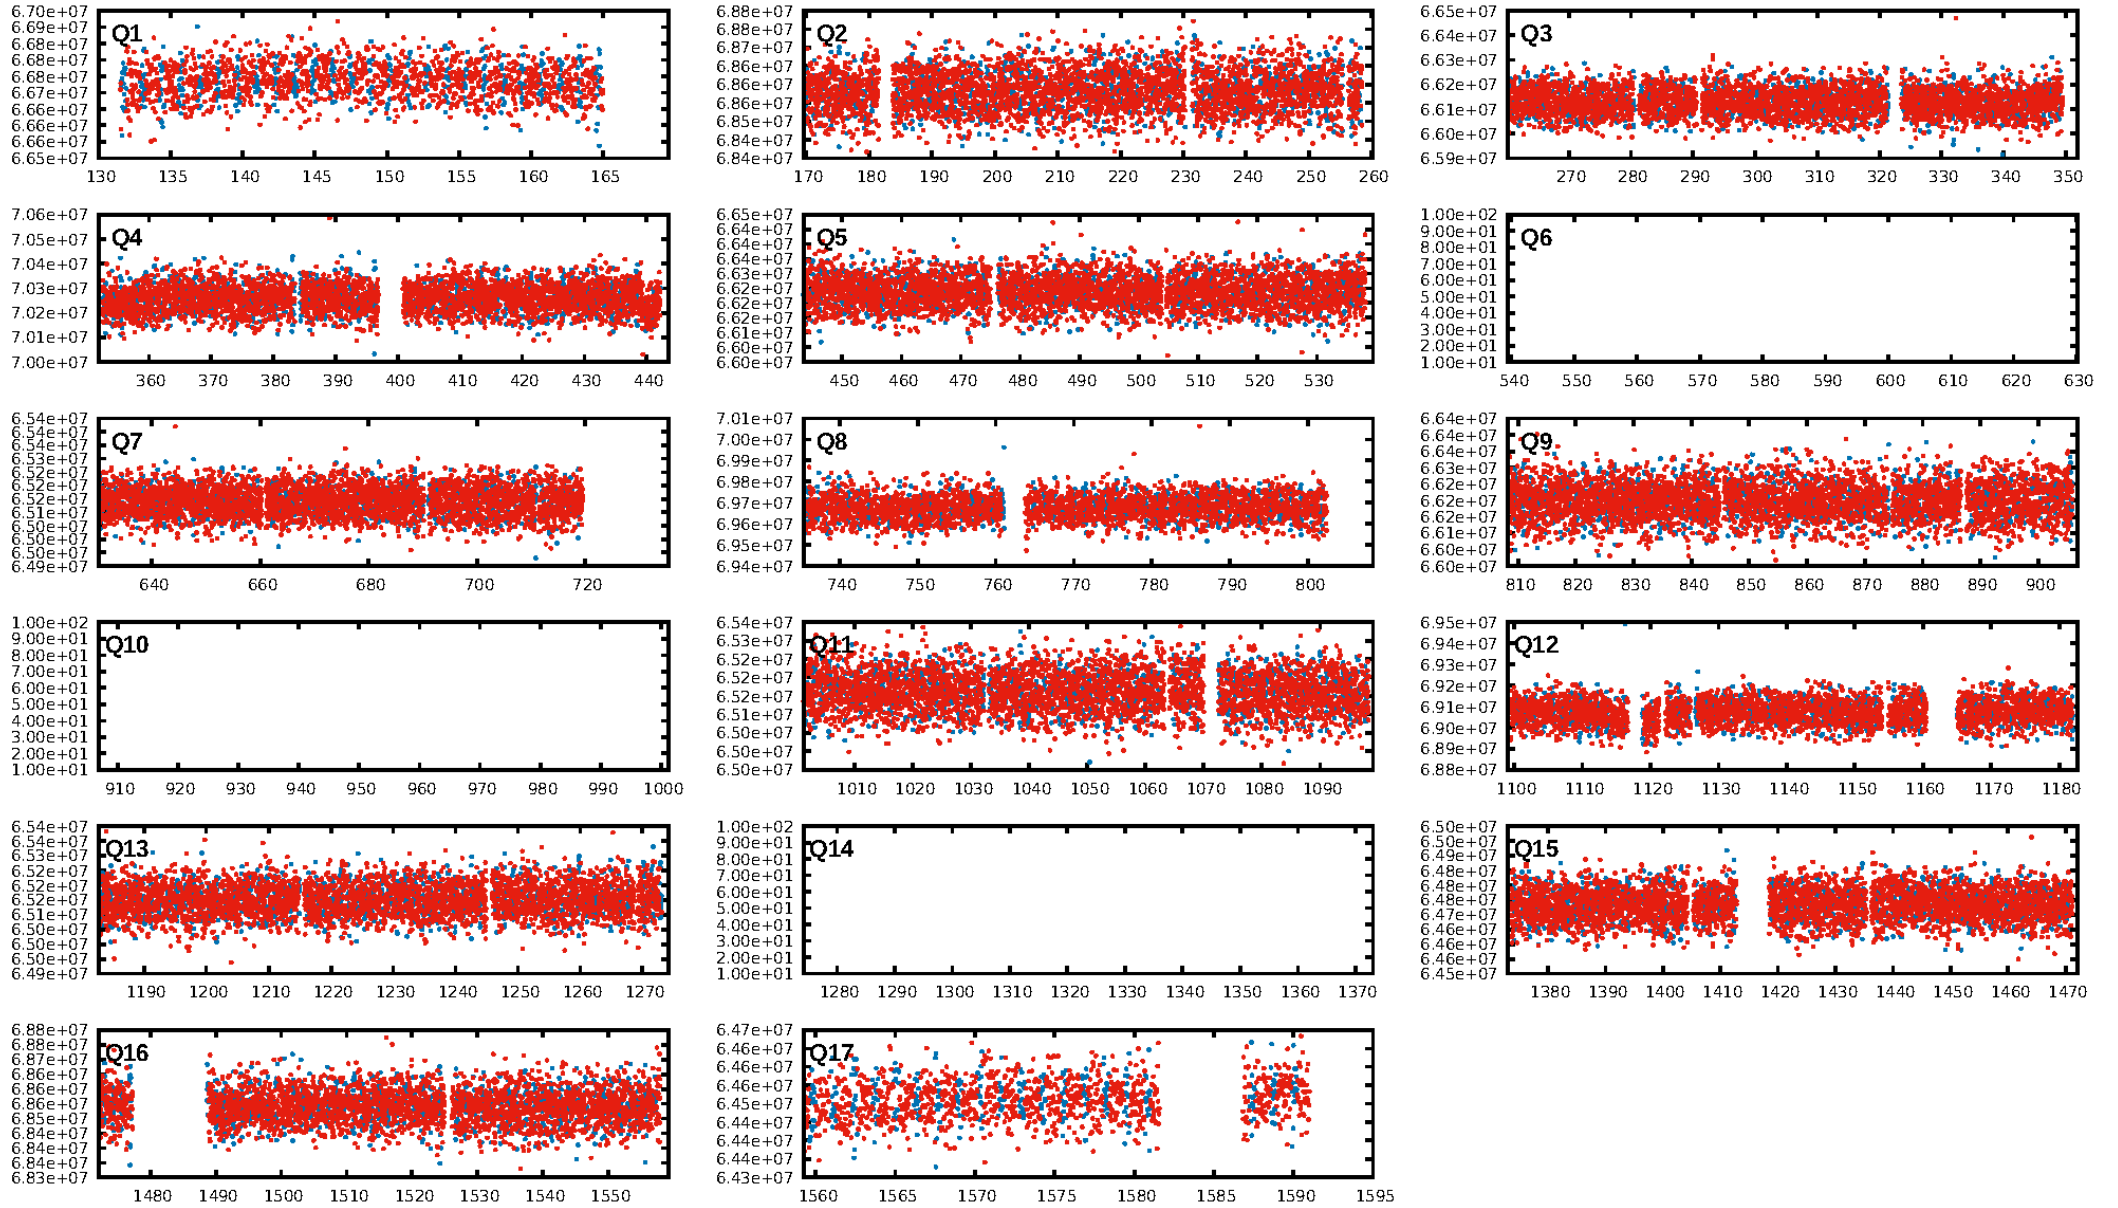 6.70e+07
6.69e+07
6.68e+07
6.68e+07
6.67e+07
6.66e+07
6.66e+07
6.65e+07
Q1
130 135 140 145 150 155 160 165
6.88e+07
6.88e+07
6.87e+07
6.86e+07
6.86e+07
6.85e+07
6.84e+07
6.84e+07
Q2
170 180 190 200 210 220 230 240 250 260
6.65e+07
6.64e+07
6.63e+07
6.62e+07
6.61e+07
6.60e+07
6.59e+07
Q3
270 280 290 300 310 320 330 340 350
7.06e+07
7.05e+07
7.04e+07
7.03e+07
7.02e+07
7.01e+07
7.00e+07
Q4
360 370 380 390 400 410 420 430 440
6.65e+07
6.64e+07
6.64e+07
6.64e+07
6.63e+07
6.62e+07
6.62e+07
6.62e+07
6.61e+07
6.60e+07
6.60e+07
Q5
450 460 470 480 490 500 510 520 530
1.00e+02
9.00e+01
8.00e+01
7.00e+01
6.00e+01
5.00e+01
4.00e+01
3.00e+01
2.00e+01
1.00e+01
Q6
540 550 560 570 580 590 600 610 620 630
6.54e+07
6.54e+07
6.54e+07
6.53e+07
6.52e+07
6.52e+07
6.52e+07
6.51e+07
6.50e+07
6.50e+07
6.50e+07
6.49e+07
Q7
640 660 680 700 720
7.01e+07
7.00e+07
6.99e+07
6.98e+07
6.97e+07
6.96e+07
6.95e+07
6.94e+07
Q8
740 750 760 770 780 790 800
6.64e+07
6.64e+07
6.64e+07
6.63e+07
6.62e+07
6.62e+07
6.62e+07
6.61e+07
6.60e+07
6.60e+07
Q9
810 820 830 840 850 860 870 880 890 900
1.00e+02
9.00e+01
8.00e+01
7.00e+01
6.00e+01
5.00e+01
4.00e+01
3.00e+01
2.00e+01
1.00e+01
Q10
910 920 930 940 950 960 970 980 990 1000
6.54e+07
6.53e+07
6.52e+07
6.52e+07
6.52e+07
6.51e+07
6.50e+07
6.50e+07
6.50e+07
Q11
1010 1020 1030 1040 1050 1060 1070 1080 1090
6.95e+07
6.94e+07
6.93e+07
6.92e+07
6.91e+07
6.90e+07
6.89e+07
6.88e+07
Q12
1100 1110 1120 1130 1140 1150 1160 1170 1180
6.54e+07
6.54e+07
6.53e+07
6.52e+07
6.52e+07
6.52e+07
6.51e+07
6.50e+07
6.50e+07
6.50e+07
6.49e+07
Q13
1190 1200 1210 1220 1230 1240 1250 1260 1270
1.00e+02
9.00e+01
8.00e+01
7.00e+01
6.00e+01
5.00e+01
4.00e+01
3.00e+01
2.00e+01
1.00e+01
Q14
1280 1290 1300 1310 1320 1330 1340 1350 1360 1370
6.50e+07
6.50e+07
6.49e+07
6.48e+07
6.48e+07
6.48e+07
6.47e+07
6.46e+07
6.46e+07
6.46e+07
6.45e+07
Q15
1380 1390 1400 1410 1420 1430 1440 1450 1460 1470
6.88e+07
6.88e+07
6.87e+07
6.86e+07
6.86e+07
6.86e+07
6.85e+07
6.84e+07
6.84e+07
6.84e+07
6.83e+07
Q16
1480 1490 1500 1510 1520 1530 1540 1550
6.47e+07
6.46e+07
6.46e+07
6.46e+07
6.45e+07
6.44e+07
6.44e+07
6.44e+07
6.43e+07
Q17
1560 1565 1570 1575 1580 1585 1590 1595